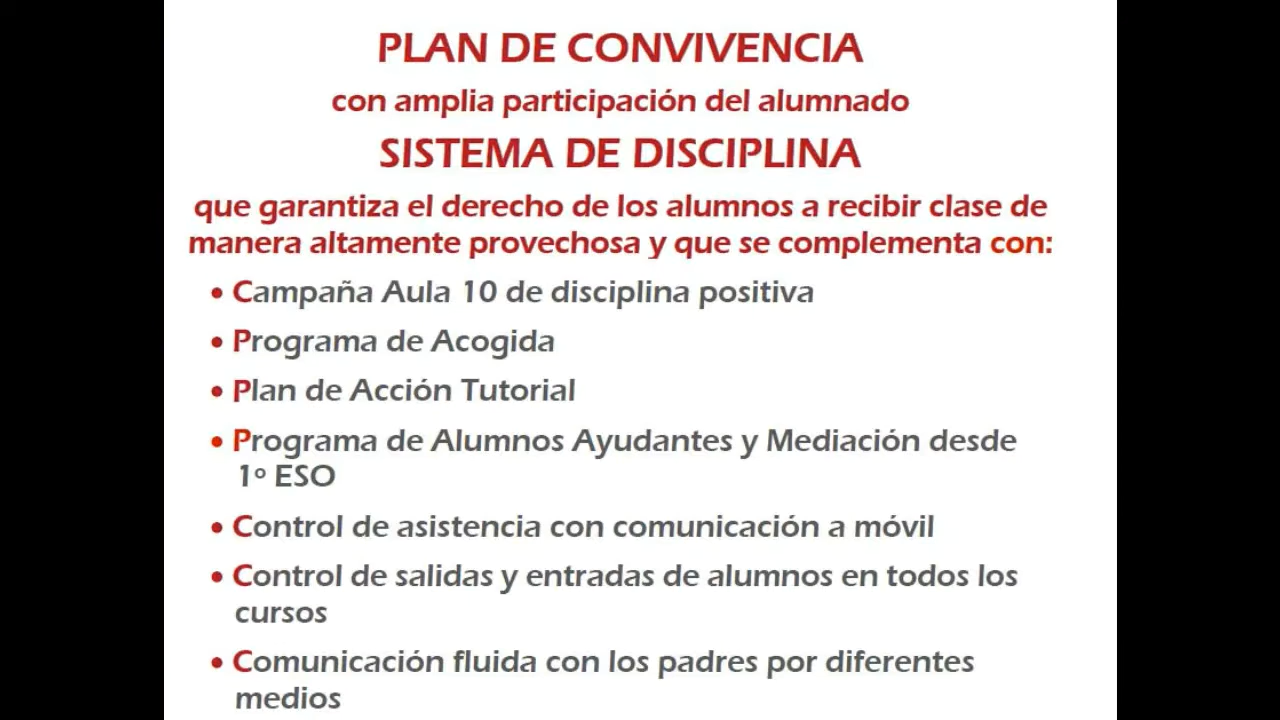 PLAN DE CONVIVENCIA
con amplia participación del alumnado
SISTEMA DE DISCIPLINA
que garantiza el derecho de los alumnos a recibir clase de
manera altamente provechosa y que se complementa con:
• Campaña Aula 10 de disciplina positiva
• Programa de Acogida
• Plan de Acción Tutorial
• Programa de Alumnos Ayudantes y Mediación desde
1º ESO
• Control de asistencia con comunicación a móvil
• Control de salidas y entradas de alumnos en todos los
cursos
• Comunicación fluida con los padres por diferentes
medios